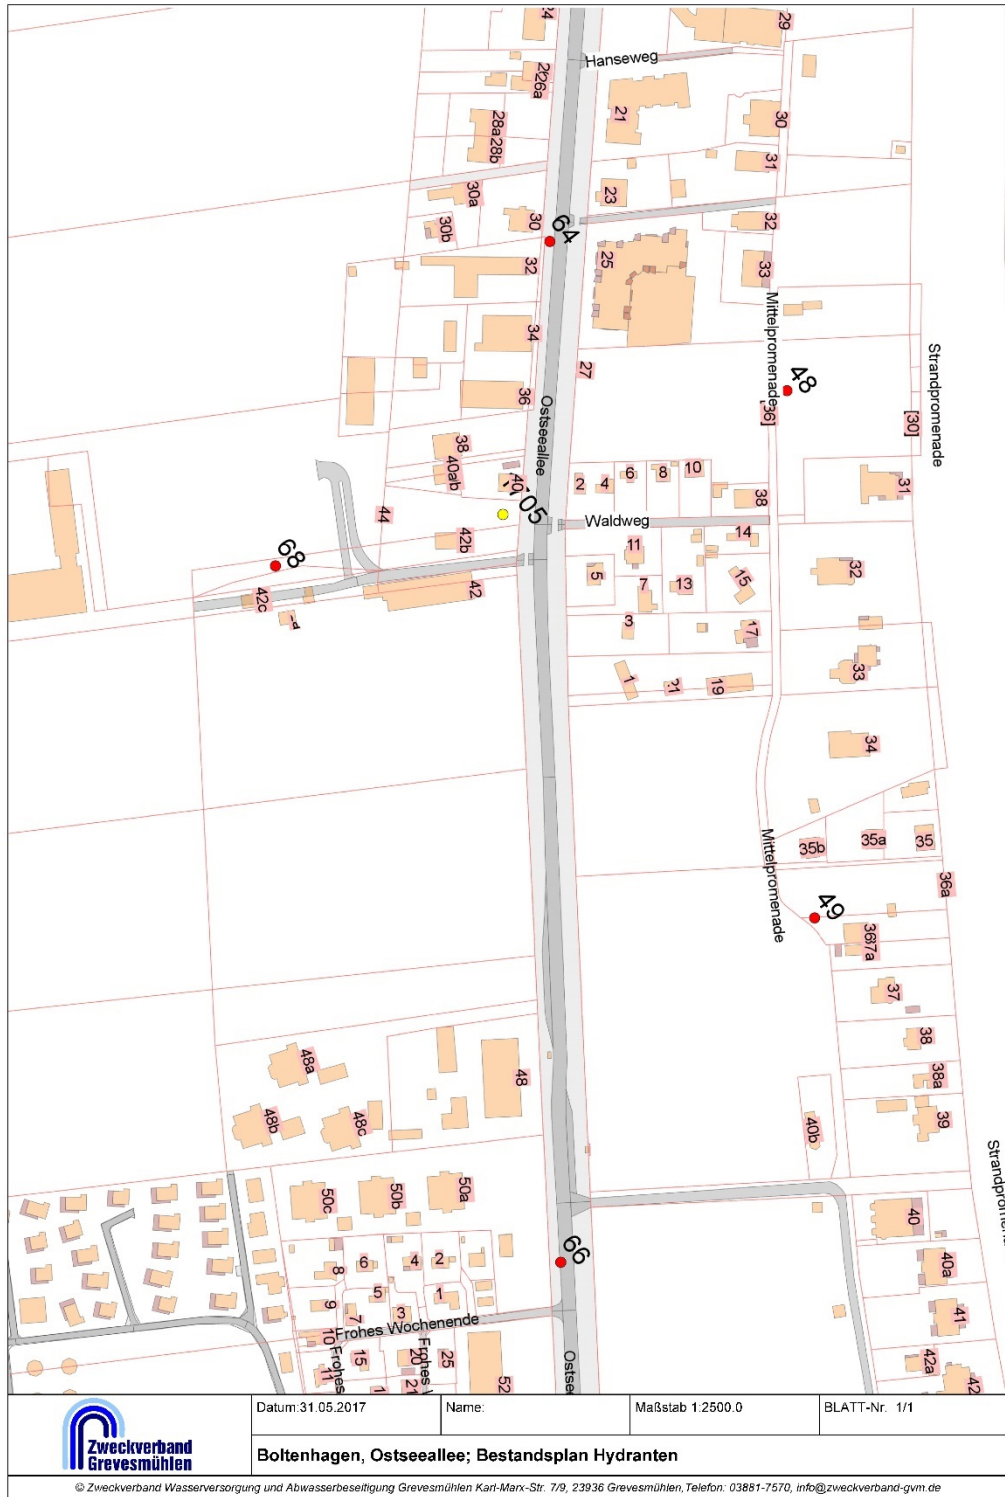 24
29
Hanseweg
26a
21
28a28b
30
31
30a
23
30b
30
32
64
33
32
25
34
Mittelpromenade
27
Strandpromenade
48
36
Ostseeallee
[36]
[30]
38
40a/b
40
2
4
6
8
10
38
31
44
Waldweg
42b
14
11
68
5
7
13
15
32
42c
42
3
17
33
1
21
19
34
Mittelpromenade
35b
35a
35
36a
49
36
37a
37
38
48a
48
38a
48b
48c
40b
39
50c
50b
50a
40
66
8
6
4
2
40a
5
1
9
7
3
41
10
Frohes Wochenende
11
15
20
25
42a
21
52
42
Zweckverband
Grevesmühlen
Datum:31.05.2017
Name:
Maßstab 1:2500.0
BLATT-Nr. 1/1
Boltenhagen, Ostseeallee; Bestandsplan Hydranten
© Zweckverband Wasserversorgung und Abwasserbeseitigung Grevesmühlen Karl-Marx-Str. 7/9, 23936 Grevesmühlen,Telefon: 03881-7570, info@zweckverband-gvm.de